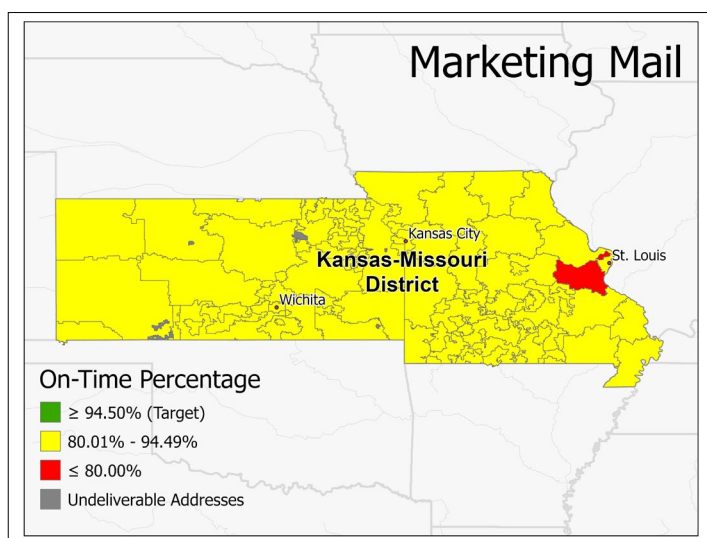 Marketing Mail
Kansas City
St. Louis
Kansas-Missouri
District
Wichita
On-Time Percentage
≥ 94.50% (Target)
80.01% - 94.49%
≤ 80.00%
Undeliverable Addresses